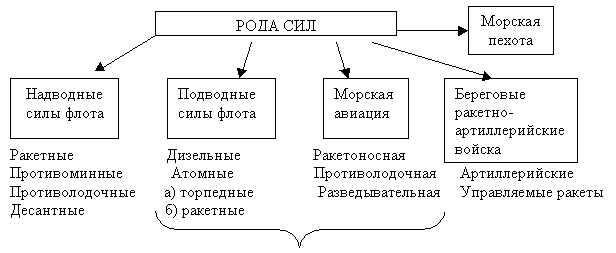 РОДА СИЛ
Морская
пехота
Надводные
силы флота
Подводные
силы флота
Морская
авиация
Береговые
ракетно-
артиллерийские
войска
Ракетные
Противоминные
Противолодочные
Десантные
Дизельные
Атомные
а) торпедные
б) ракетные
Ракетоносная
Противолодочная
Разведывательная
Артиллерийские
Управляемые ракеты